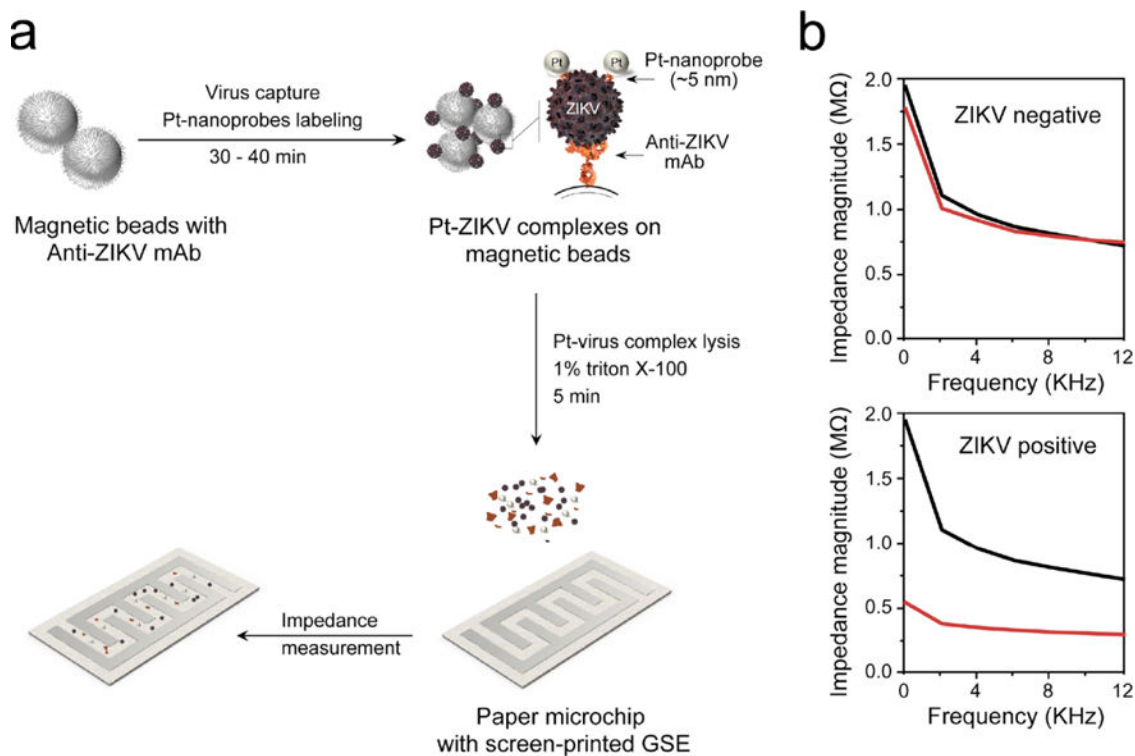 a
Virus capture
Pt-nanoprobes labeling
30 - 40 min
Magnetic beads with
Anti-ZIKV mAb
Pt
Pt
ZIKV
Pt-nanoprobe
(~5 nm)
Anti-ZIKV
mAb
Pt-ZIKV complexes on
magnetic beads
Pt-virus complex lysis
1% triton X-100
5 min
Impedance
measurement
Paper microchip
with screen-printed GSE
b
Impedance magnitude (MΩ)
2.0
1.5
1.0
0.5
0.0
ZIKV negative
0 4 8 12
Frequency (KHz)
Impedance magnitude (MΩ)
2.0
1.5
1.0
0.5
0.0
ZIKV positive
0 4 8 12
Frequency (KHz)